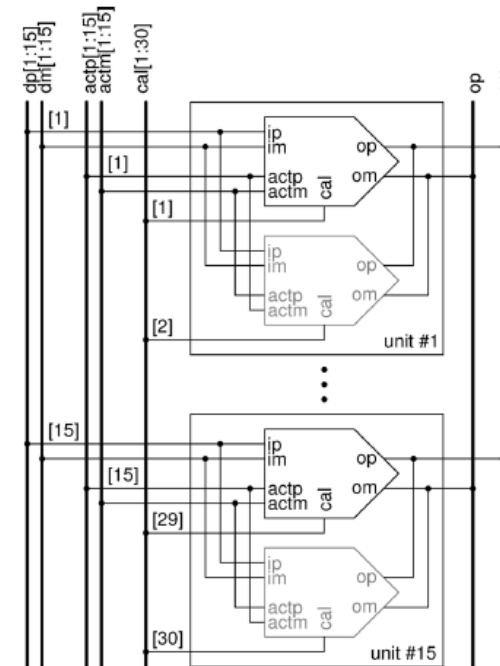 dp[1:15]
dm[1:15]
actp[1:15]
actm[1:15]
cal[1:30]
op
[1]
ip
im
op
[1]
actp
actm
cal
om
[1]
ip
im
op
actp
actm
cal
om
[2]
unit #1
[15]
ip
im
op
[15]
actp
actm
cal
om
[29]
ip
im
op
actp
actm
cal
om
[30]
unit #15